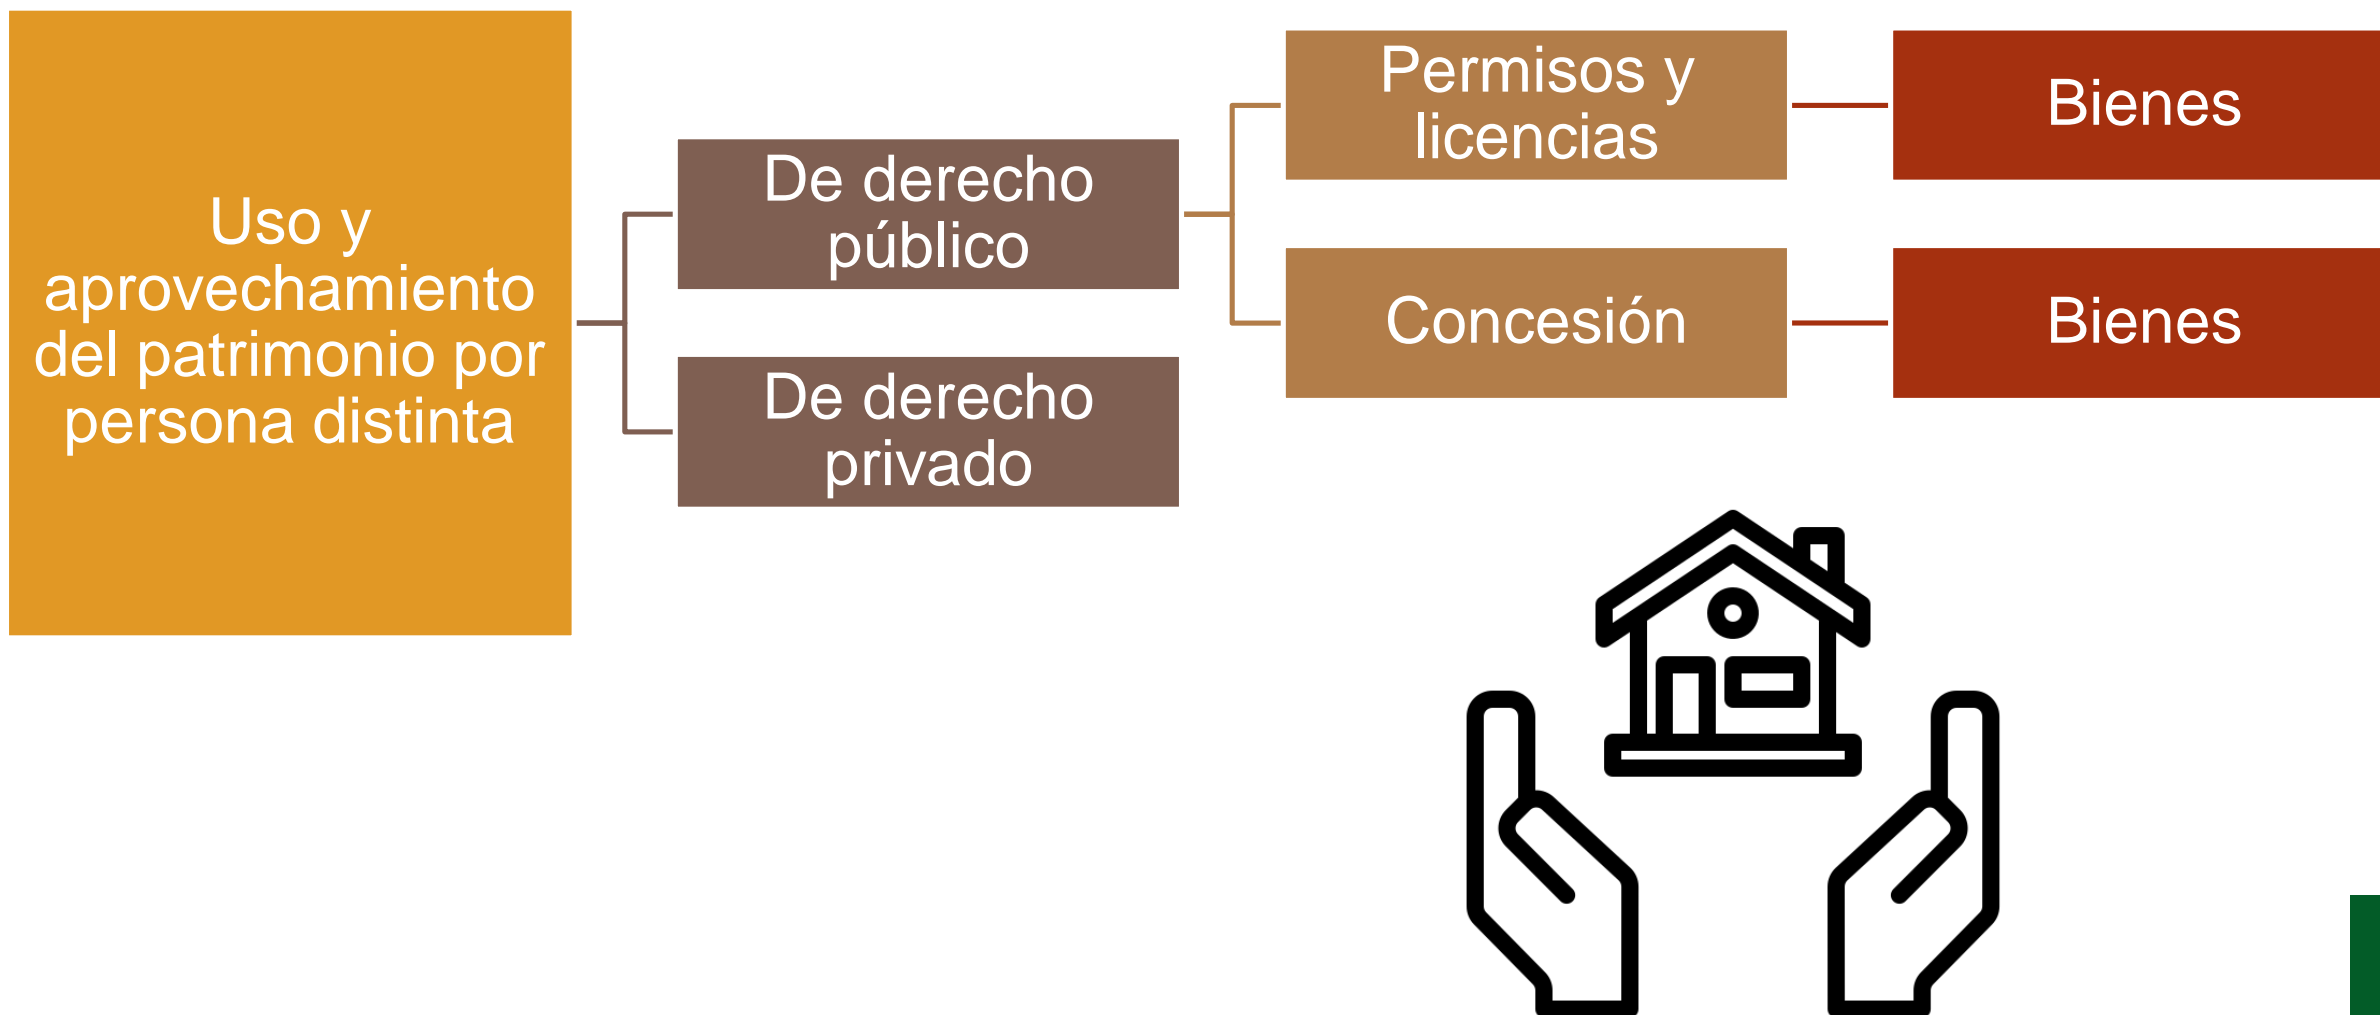 Uso y
aprovechamiento
del patrimonio por
persona distinta
De derecho
público
De derecho
privado
Permisos y
licencias
Concesión
Bienes
Bienes